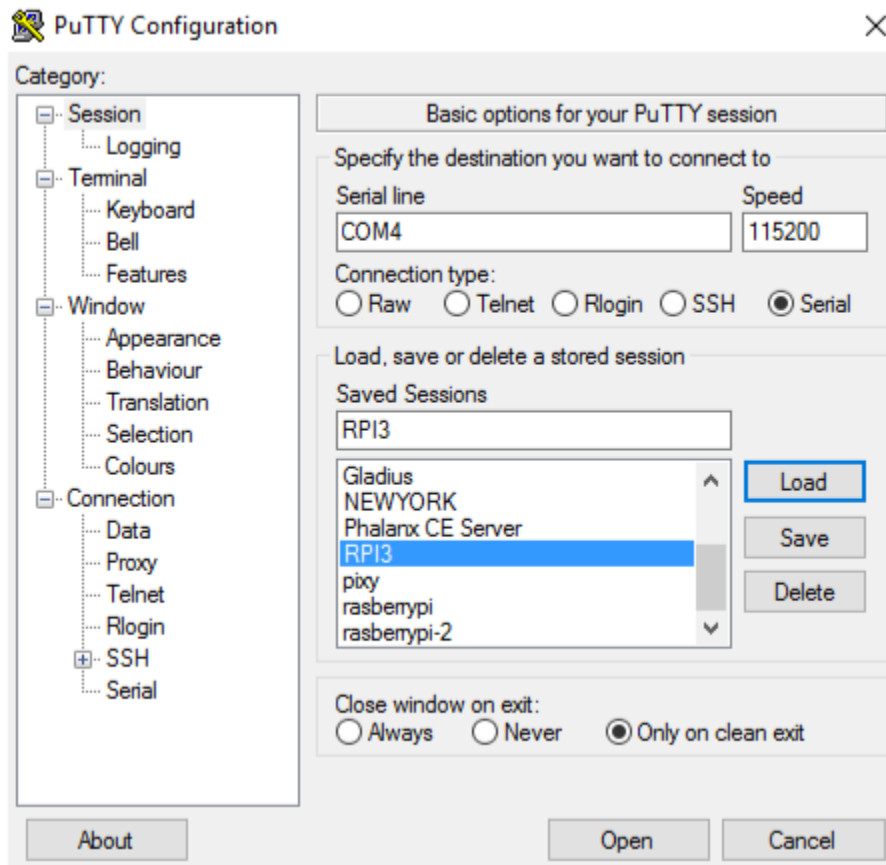 PuTTY Configuration
Category:
Session
Logging
Terminal
Keyboard
Bell
Features
Window
Appearance
Behaviour
Translation
Selection
Colours
Connection
Data
Proxy
Telnet
Rlogin
SSH
Serial
Basic options for your PuTTY session
Specify the destination you want to connect to
Serial line Speed
COM4 115200
Connection type:
Raw Telnet Rlogin SSH Serial
Load, save or delete a stored session
Saved Sessions
RPI3
Gladius
NEWYORK
Phalanx CE Server
RPI3
pixy
rasberrypi
rasberrypi-2
Load
Save
Delete
Close window on exit:
Always Never Only on clean exit
About Open Cancel